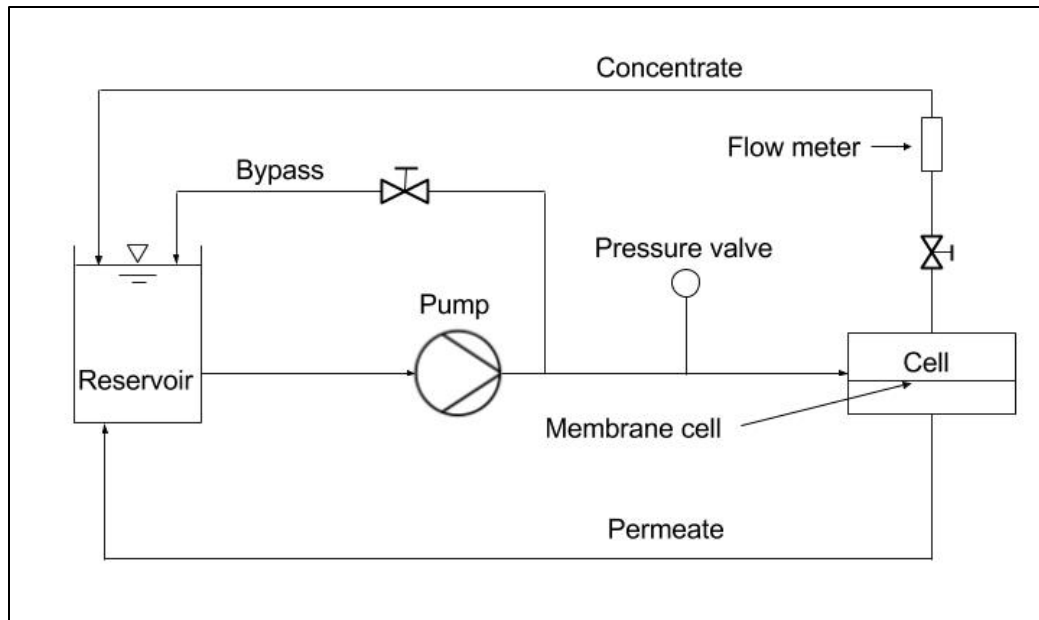 Concentrate
Flow meter
Bypass
Pressure valve
Pump
Reservoir
Cell
Membrane cell
Permeate